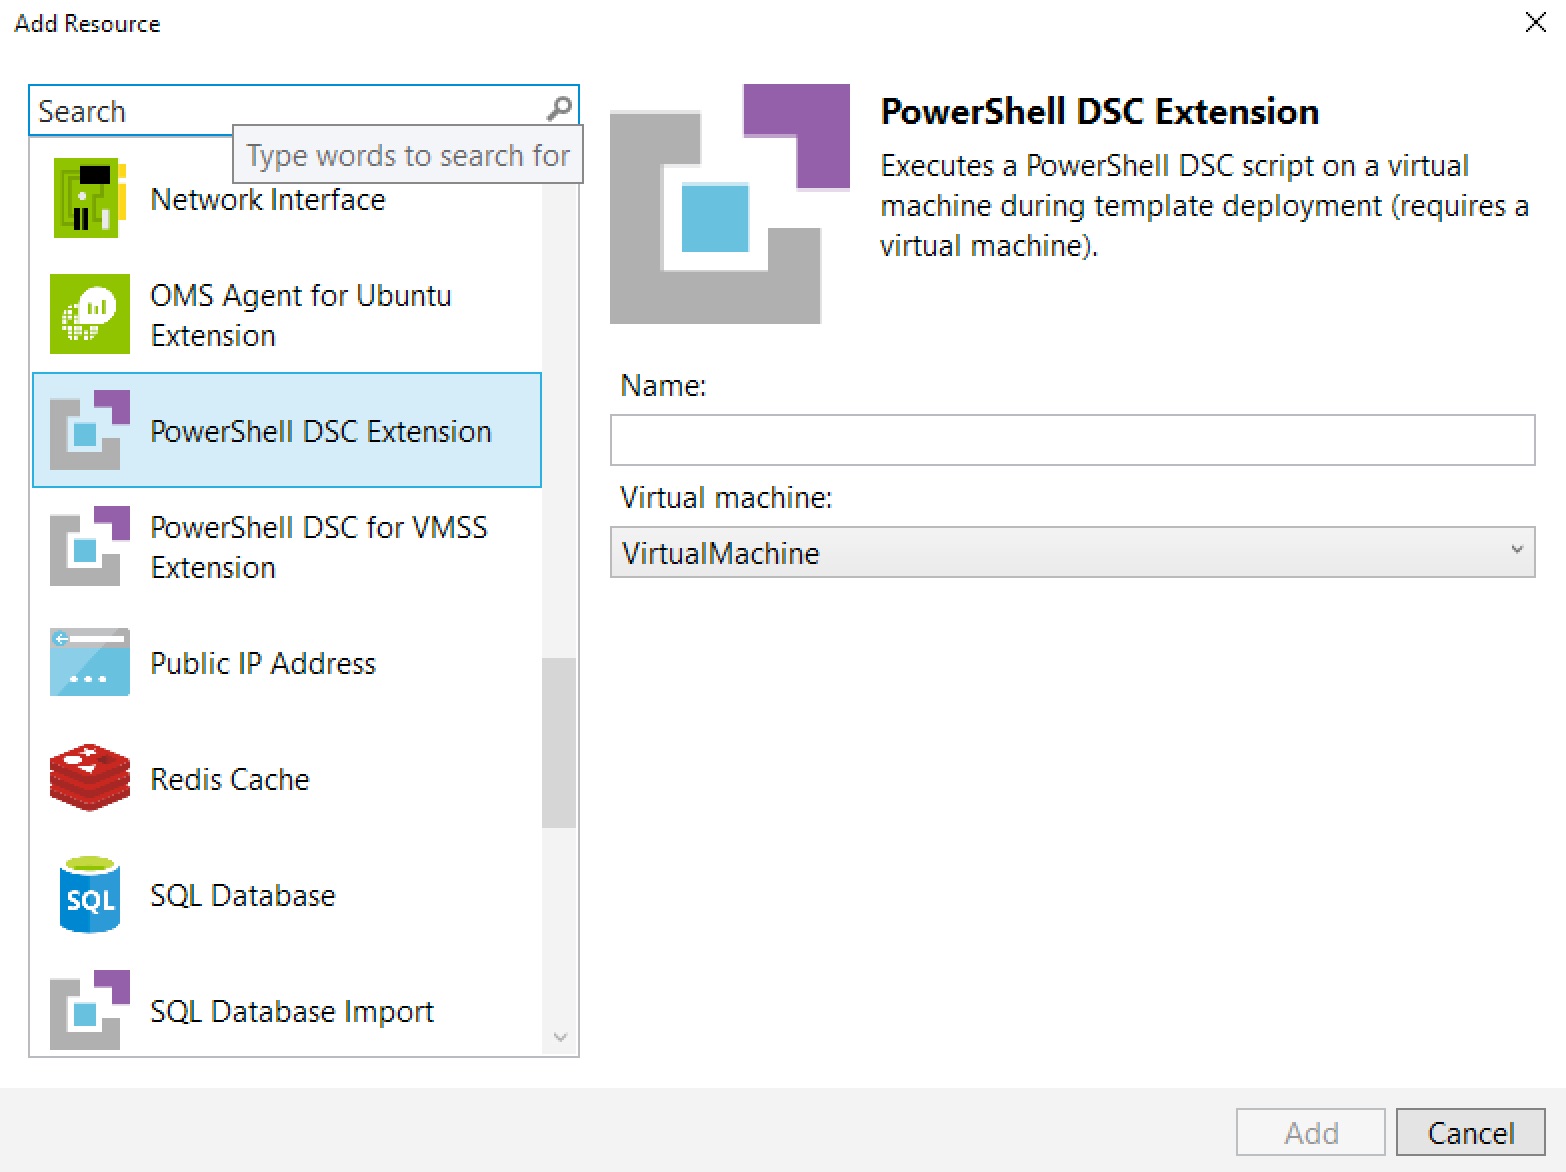 Add Resource
Search
Type words to search for
Network Interface
OMS Agent for Ubuntu
Extension
PowerShell DSC Extension
PowerShell DSC for VMSS
Extension
Public IP Address
Redis Cache
SQL
SQL Database
SQL Database Import
PowerShell DSC Extension
Executes a PowerShell DSC script on a virtual
machine during template deployment (requires a
virtual machine).
Name:
Virtual machine:
VirtualMachine
Add
Cancel